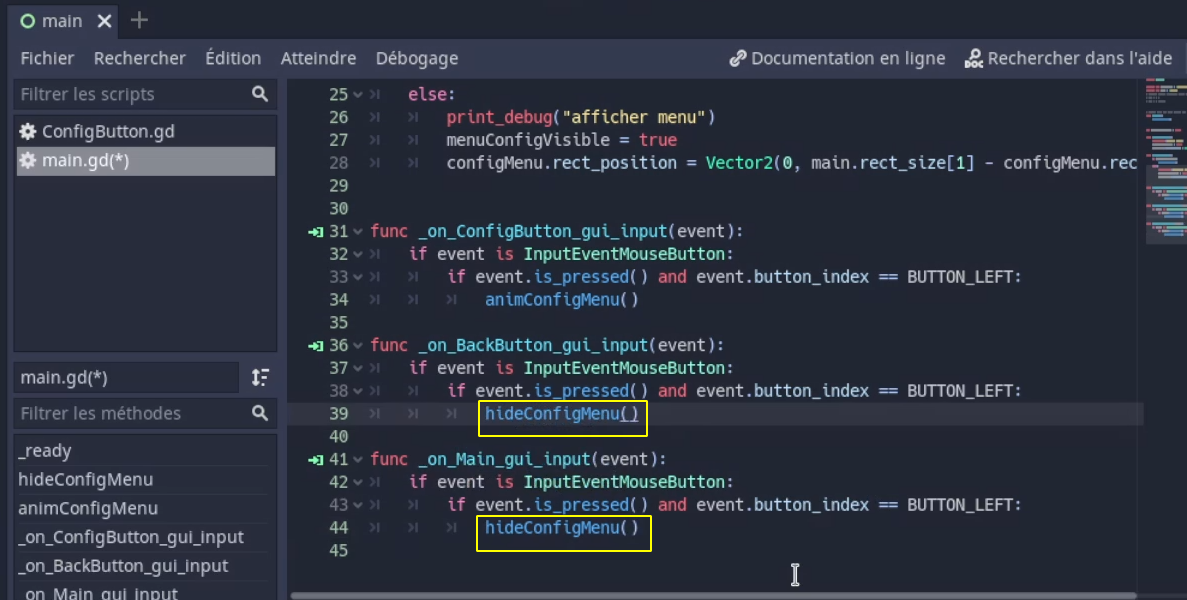 main
Fichier Rechercher Édition Atteindre Débogage Documentation en ligne Rechercher dans l'aide
Filtrer les scripts
ConfigButton.gd
main.gd(*)
main.gd(*)
Filtrer les méthodes
_ready
hideConfigMenu
animConfigMenu
_on_ConfigButton_gui_input
_on_BackButton_gui_input
_on_Main_gui_input
25 else:
26 print_debug("afficher menu")
27 menuConfigVisible = true
28 configMenu.rect_position = Vector2(0, main.rect_size[1] - configMenu.rec
29
30
31 func _on_ConfigButton_gui_input(event):
32 if event is InputEventMouseButton:
33 if event.is_pressed() and event.button_index == BUTTON_LEFT:
34 animConfigMenu()
35
36 func _on_BackButton_gui_input(event):
37 if event is InputEventMouseButton:
38 if event.is_pressed() and event.button_index == BUTTON_LEFT:
39 hideConfigMenu()
40
41 func _on_Main_gui_input(event):
42 if event is InputEventMouseButton:
43 if event.is_pressed() and event.button_index == BUTTON_LEFT:
44 hideConfigMenu()
45